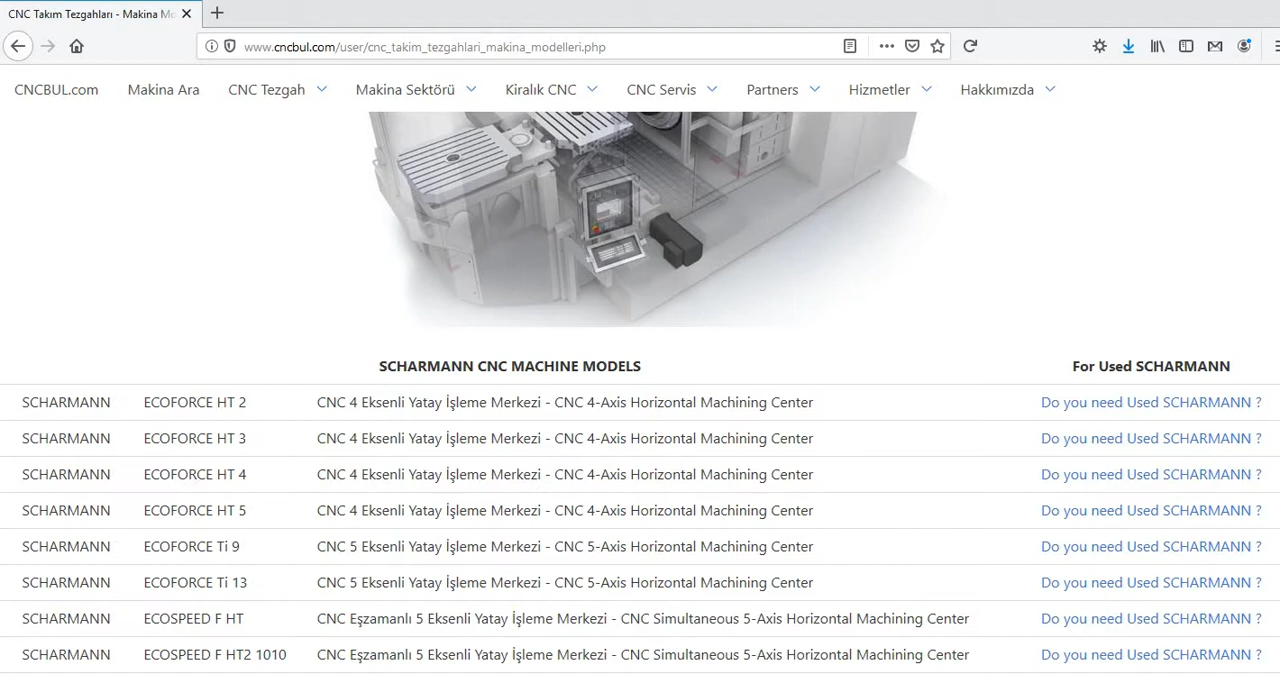 CNC Takım Tezgahları - Makina Mo
www.cncbul.com/user/cnc_takim_tezgahlari_makina_modelleri.php
CNCBUL.com Makina Ara CNC Tezgah Makina Sektörü Kiralık CNC CNC Servis Partners Hizmetler Hakkımızda
SCHARMANN CNC MACHINE MODELS For Used SCHARMANN
SCHARMANN ECOFORCE HT 2 CNC 4 Eksenli Yatay İşleme Merkezi - CNC 4-Axis Horizontal Machining Center Do you need Used SCHARMANN ?
SCHARMANN ECOFORCE HT 3 CNC 4 Eksenli Yatay İşleme Merkezi - CNC 4-Axis Horizontal Machining Center Do you need Used SCHARMANN ?
SCHARMANN ECOFORCE HT 4 CNC 4 Eksenli Yatay İşleme Merkezi - CNC 4-Axis Horizontal Machining Center Do you need Used SCHARMANN ?
SCHARMANN ECOFORCE HT 5 CNC 4 Eksenli Yatay İşleme Merkezi - CNC 4-Axis Horizontal Machining Center Do you need Used SCHARMANN ?
SCHARMANN ECOFORCE Ti 9 CNC 5 Eksenli Yatay İşleme Merkezi - CNC 5-Axis Horizontal Machining Center Do you need Used SCHARMANN ?
SCHARMANN ECOFORCE Ti 13 CNC 5 Eksenli Yatay İşleme Merkezi - CNC 5-Axis Horizontal Machining Center Do you need Used SCHARMANN ?
SCHARMANN ECOSPEED F HT CNC Eşzamanlı 5 Eksenli Yatay İşleme Merkezi - CNC Simultaneous 5-Axis Horizontal Machining Center Do you need Used SCHARMANN ?
SCHARMANN ECOSPEED F HT2 1010 CNC Eşzamanlı 5 Eksenli Yatay İşleme Merkezi - CNC Simultaneous 5-Axis Horizontal Machining Center Do you need Used SCHARMANN ?